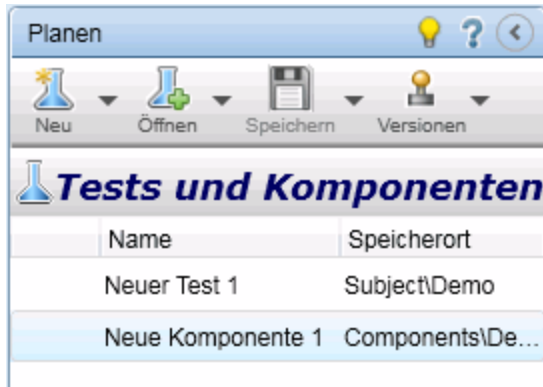 Planen
Neu Öffnen Speichern Versionen
Tests und Komponenten
Name Speicherort
Neuer Test 1 Subject\Demo
Neue Komponente 1 Components\De...